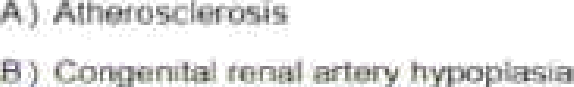 A) Atherosclerosis
B) Congenital renal artery hypoplasia